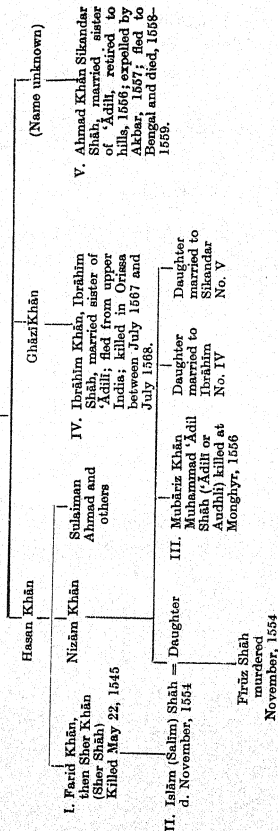 Hasan Khān
Ghāzī Khān
(Name unknown)
I. Farīd Khān,
then Sher Khān
(Sher Shāh)
Killed May 22, 1545
Nizām Khān
Sulaimān
Ahmad and
others
IV. Ibrāhīm Khān, Ibrāhīm
Shāh, married sister of
‘Ādilī; fled from upper
India; killed in Orissa
between July 1567 and
July 1568.
V. Ahmad Khān Sikandar
Shāh, married sister
of ‘Ādilī, retired to
hills, 1556; expelled by
Akbar, 1557; fled to
Bengal and died, 1558–
1559.
II. Islām (Salīm) Shāh = Daughter
d. November, 1554
III. Mubāriz Khān
Muhammad ‘Ādil
Shāh (‘Ādilī or
Audhli) killed at
Monghyr, 1556
Daughter
married to
Ibrāhīm
No. IV
Daughter
married to
Sikandar
No. V
Fīrūz Shāh
murdered
November, 1554